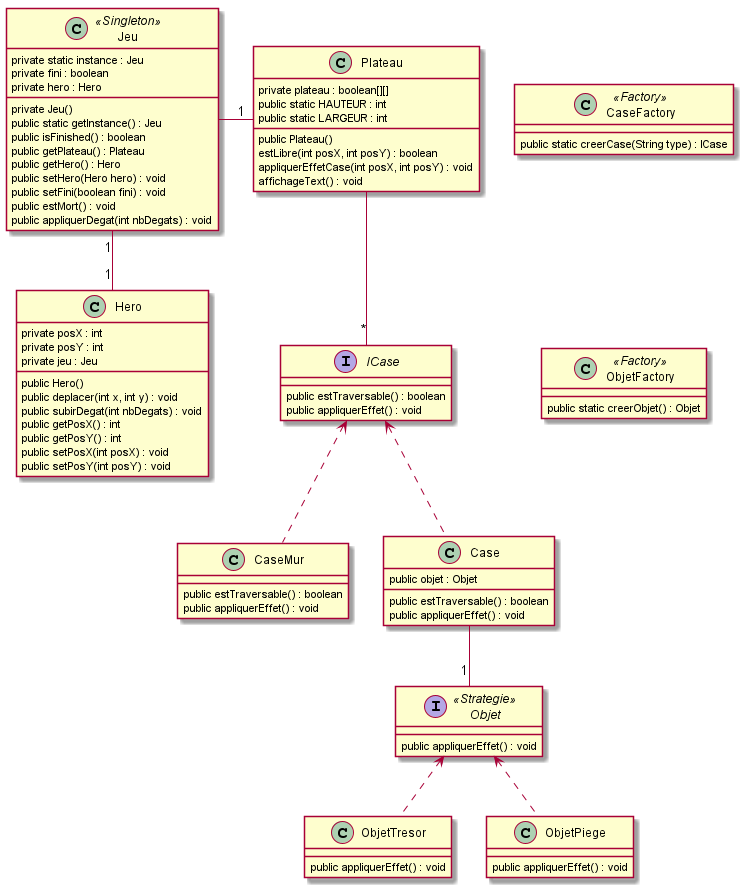 C «Singleton»
Jeu
private static instance : Jeu
private fini : boolean
private hero : Hero
private Jeu()
public static getInstance() : Jeu
public isFinished() : boolean
public getPlateau() : Plateau
public getHero() : Hero
public setHero(Hero hero) : void
public setFini(boolean fini) : void
public estMort() : void
public appliquerDegat(int nbDegats) : void
1
C Plateau
private plateau : boolean[][]
public static HAUTEUR : int
public static LARGEUR : int
public Plateau()
estLibre(int posX, int posY) : boolean
appliquerEffetCase(int posX, int posY) : void
affichageText() : void
C «Factory»
CaseFactory
public static creerCase(String type) : ICase
1
1
C Hero
private posX : int
private posY : int
private jeu : Jeu
public Hero()
public deplacer(int x, int y) : void
public subirDegat(int nbDegats) : void
public getPosX() : int
public getPosY() : int
public setPosX(int posX) : void
public setPosY(int posY) : void
*
I ICase
public estTraversable() : boolean
public appliquerEffet() : void
C «Factory»
ObjetFactory
public static creerObjet() : Objet
C CaseMur
public estTraversable() : boolean
public appliquerEffet() : void
C Case
public objet : Objet
public estTraversable() : boolean
public appliquerEffet() : void
1
I «Strategie»
Objet
public appliquerEffet() : void
C ObjetTresor
public appliquerEffet() : void
C ObjetPiege
public appliquerEffet() : void